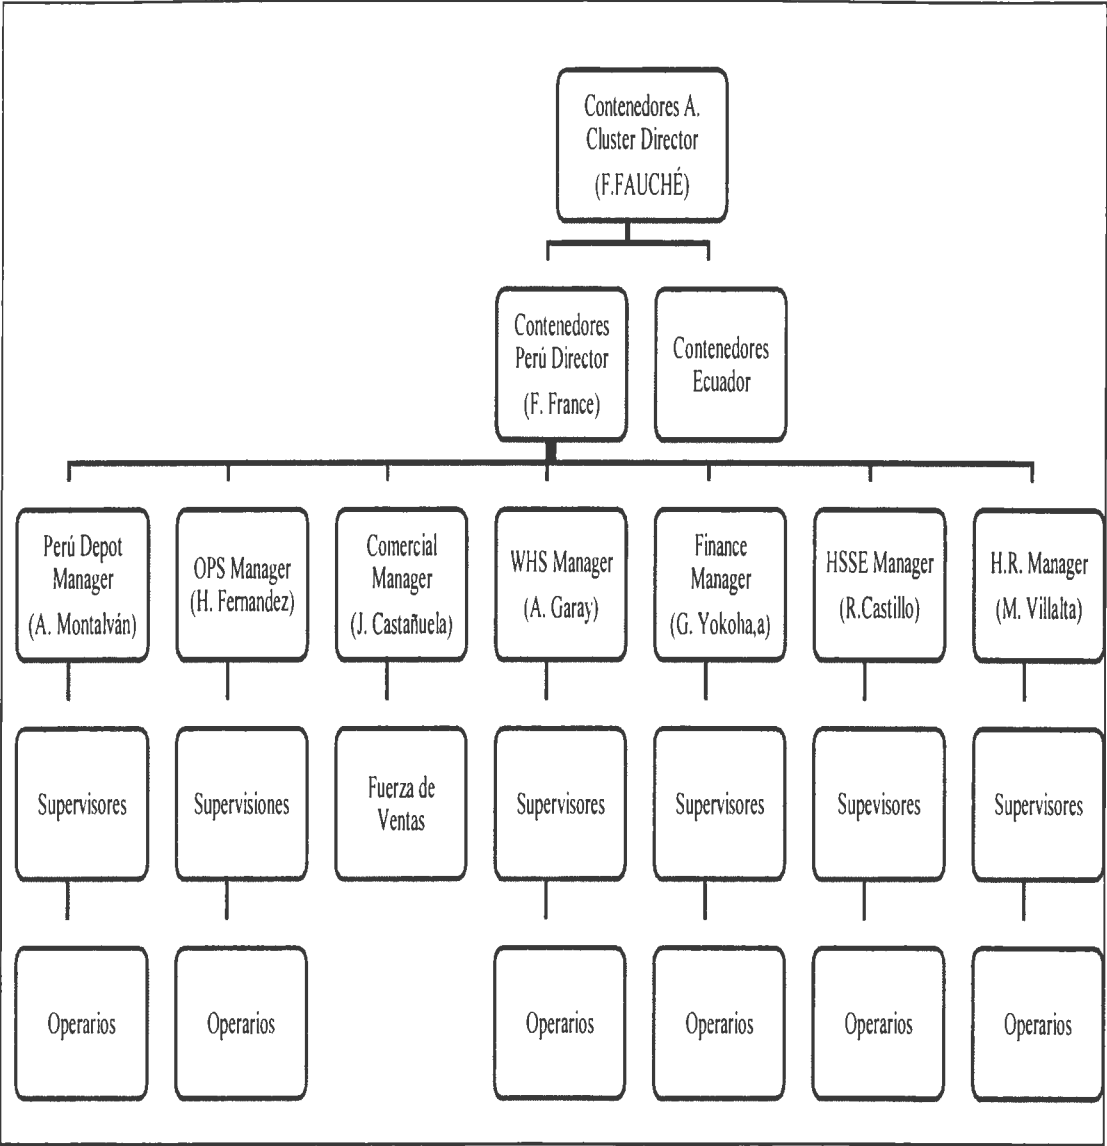 Contenedores A.
Cluster Director
(F.FAUCHÉ)
Contenedores
Perú Director
(F. France)
Contenedores
Ecuador
Perú Depot
Manager
(A. Montalván)
OPS Manager
(H. Fernandez)
Comercial
Manager
(J. Castañuela)
WHS Manager
(A. Garay)
Finance
Manager
(G. Yokoha,a)
HSSE Manager
(R.Castillo)
H.R. Manager
(M. Villalta)
Supervisores
Supervisiones
Fuerza de
Ventas
Supervisores
Supervisores
Supevisores
Supervisores
Operarios
Operarios
Operarios
Operarios
Operarios
Operarios